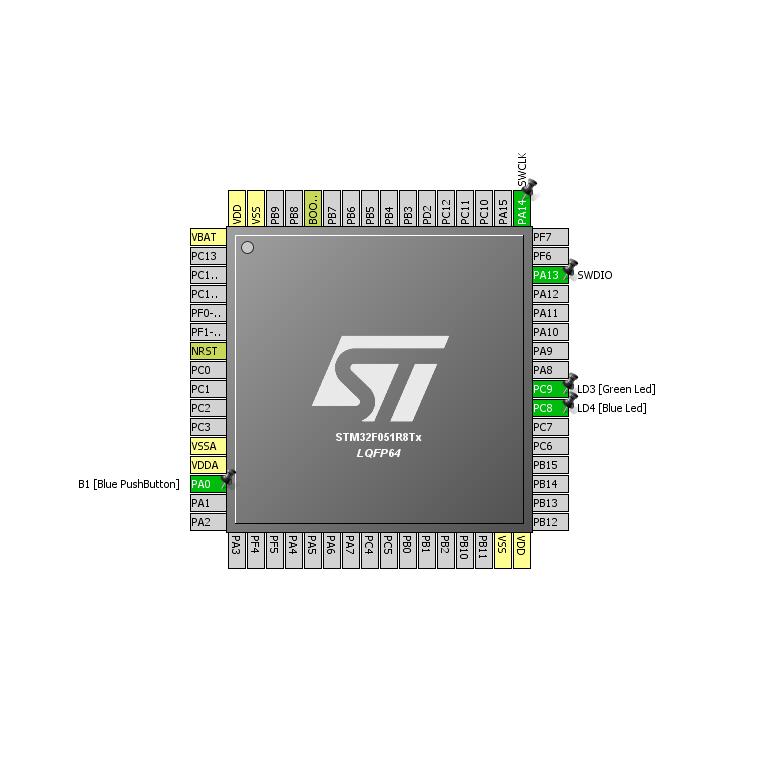 SWCLK
VDD
VSS
PB9
PB8
BOO..
PB7
PB6
PB5
PB4
PB3
PD2
PC12
PC11
PC10
PA15
PA14
VBAT
PC13
PC1..
PC1..
PF0-..
PF1-..
NRST
PC0
PC1
PC2
PC3
VSSA
VDDA
B1 [Blue PushButton] PA0
PA1
PA2
ST
STM32F051R8Tx
LQFP64
PF7
PF6
PA13 SWDIO
PA12
PA11
PA10
PA9
PA8
PC9 LD3 [Green Led]
PC8 LD4 [Blue Led]
PC7
PC6
PB15
PB14
PB13
PB12
PA3
PF4
PF5
PA4
PA5
PA6
PA7
PC4
PC5
PB0
PB1
PB2
PB10
PB11
VSS
VDD